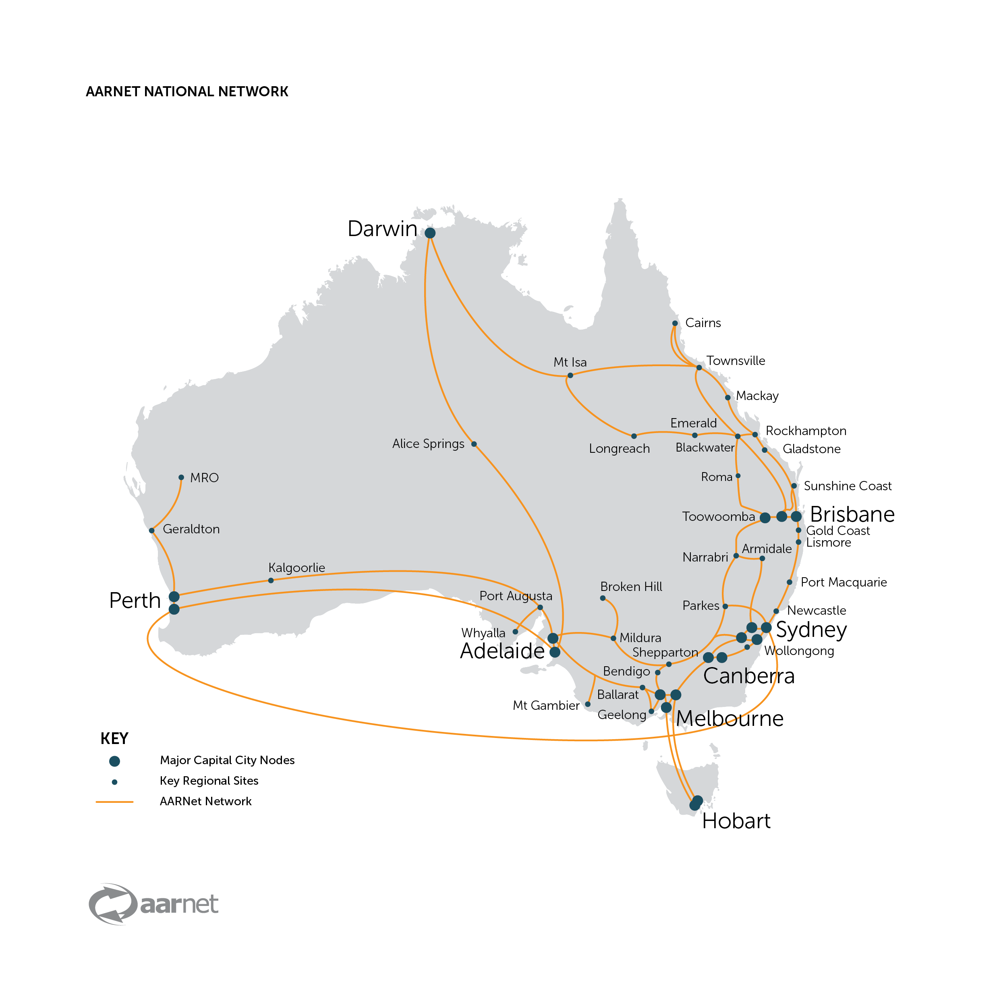 AARNET NATIONAL NETWORK
Darwin
Cairns
Mt Isa
Townsville
Mackay
Emerald
Rockhampton
Alice Springs
Longreach
Blackwater
Gladstone
MRO
Roma
Sunshine Coast
Toowoomba
Brisbane
Geraldton
Gold Coast
Lismore
Armidale
Narrabri
Kalgoorlie
Port Macquarie
Broken Hill
Perth
Port Augusta
Parkes
Newcastle
Whyalla
Sydney
Mildura
Adelaide
Shepparton
Wollongong
Bendigo
Canberra
Ballarat
Mt Gambier
Geelong
Melbourne
KEY
Major Capital City Nodes
Key Regional Sites
AARNet Network
Hobart
aarnet